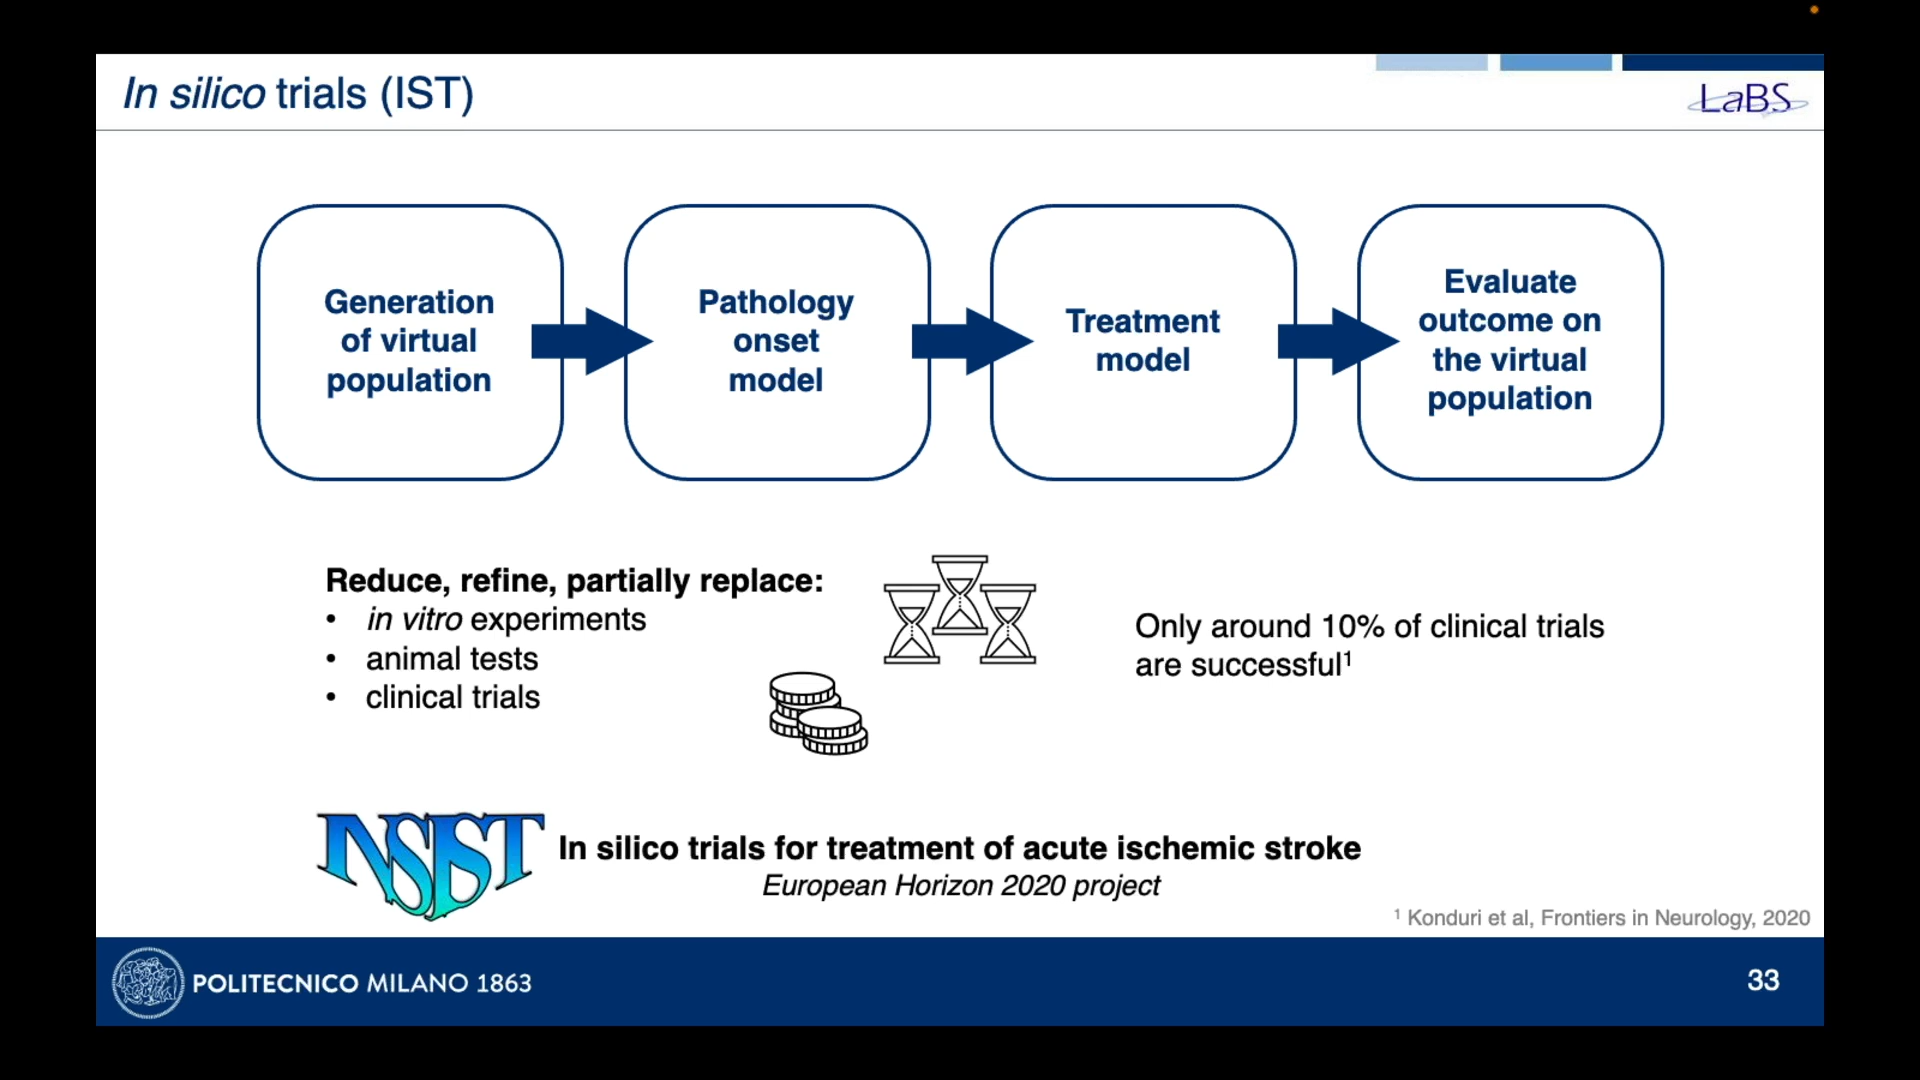 In silico trials (IST)
LaBS
Generation
of virtual
population
Pathology
onset
model
Treatment
model
Evaluate
outcome on
the virtual
population
Reduce, refine, partially replace:
• in vitro experiments
• animal tests
• clinical trials
Only around 10% of clinical trials
are successful¹
INSIST
In silico trials for treatment of acute ischemic stroke
European Horizon 2020 project
¹ Konduri et al, Frontiers in Neurology, 2020
POLITECNICO MILANO 1863
33